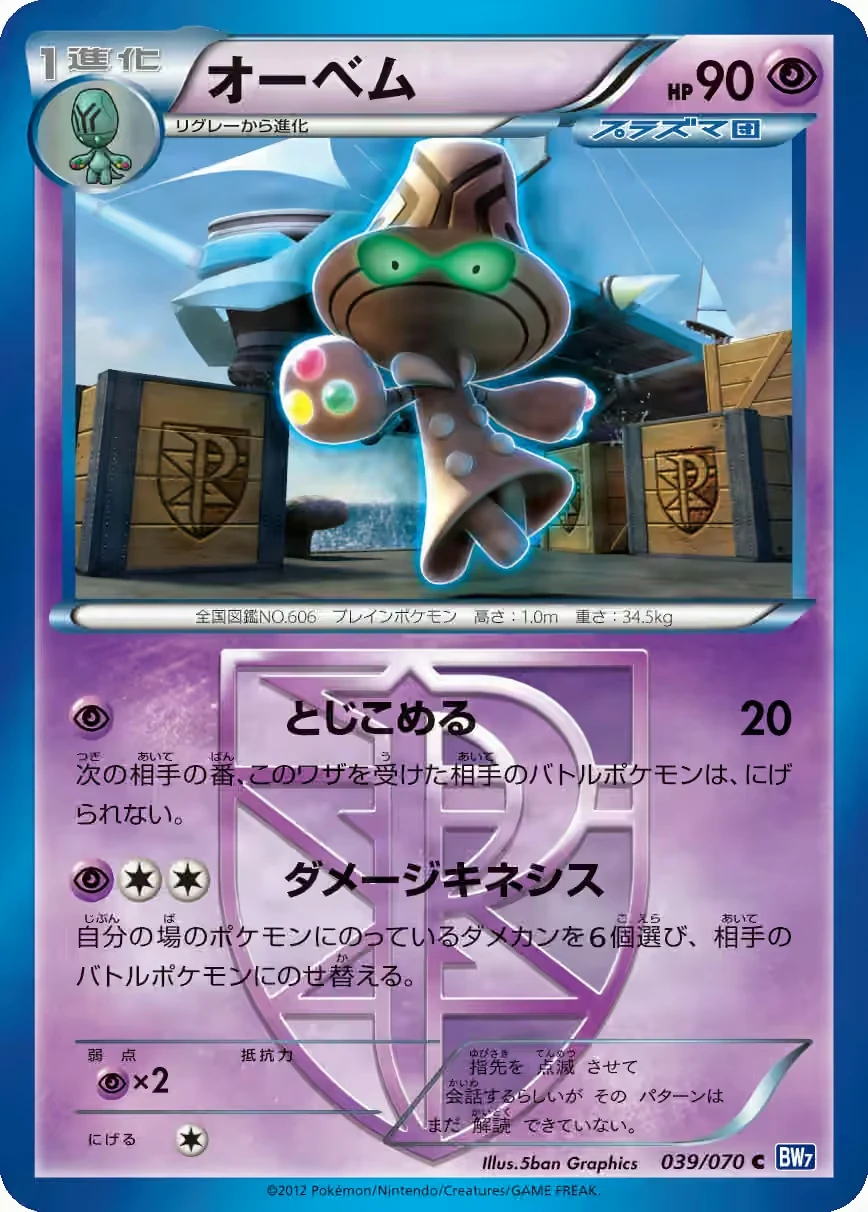 1進化
オーベム
HP90
リグレーから進化
プラズマ団
全国図鑑NO.606 ブレインポケモン 高さ：1.0m 重さ：34.5kg
とじこめる 20
次の相手の番、このワザを受けた相手のバトルポケモンは、にげ
られない。
ダメージキネシス
自分の場のポケモンにのっているダメカンを6個選び、相手の
バトルポケモンにのせ替える。
弱点 抵抗力
×2
指先を 点滅 させて
会話するらしいが その パターンは
まだ 解読 できていない。
にげる
Illus.5ban Graphics 039/070 C BW7
©2012 Pokémon/Nintendo/Creatures/GAME FREAK.